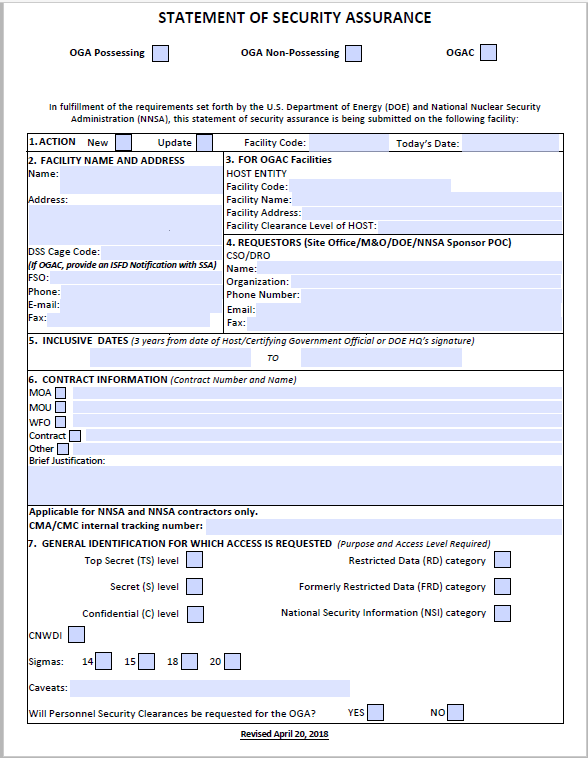 STATEMENT OF SECURITY ASSURANCE
OGA Possessing OGA Non-Possessing OGAC
In fulfillment of the requirements set forth by the U.S. Department of Energy (DOE) and National Nuclear Security
Administration (NNSA), this statement of security assurance is being submitted on the following facility:
1. ACTION New Update Facility Code: Today's Date:
2. FACILITY NAME AND ADDRESS
Name:
Address:
DSS Cage Code:
(If OGAC, provide an ISFD Notification with SSA)
FSO:
Phone:
E-mail:
Fax:
3. FOR OGAC Facilities
HOST ENTITY
Facility Code:
Facility Name:
Facility Address:
Facility Clearance Level of HOST:
4. REQUESTORS (Site Office/M&O/DOE/NNSA Sponsor POC)
CSO/DRO
Name:
Organization:
Phone Number:
Email:
Fax:
5. INCLUSIVE DATES (3 years from date of Host/Certifying Government Official or DOE HQ's signature)
TO
6. CONTRACT INFORMATION (Contract Number and Name)
MOA
MOU
WFO
Contract
Other
Brief Justification:
Applicable for NNSA and NNSA contractors only.
CMA/CMC internal tracking number:
7. GENERAL IDENTIFICATION FOR WHICH ACCESS IS REQUESTED (Purpose and Access Level Required)
Top Secret (TS) level Restricted Data (RD) category
Secret (S) level Formerly Restricted Data (FRD) category
Confidential (C) level National Security Information (NSI) category
CNWDI
Sigmas: 14 15 18 20
Caveats:
Will Personnel Security Clearances be requested for the OGA? YES NO
Revised April 20, 2018